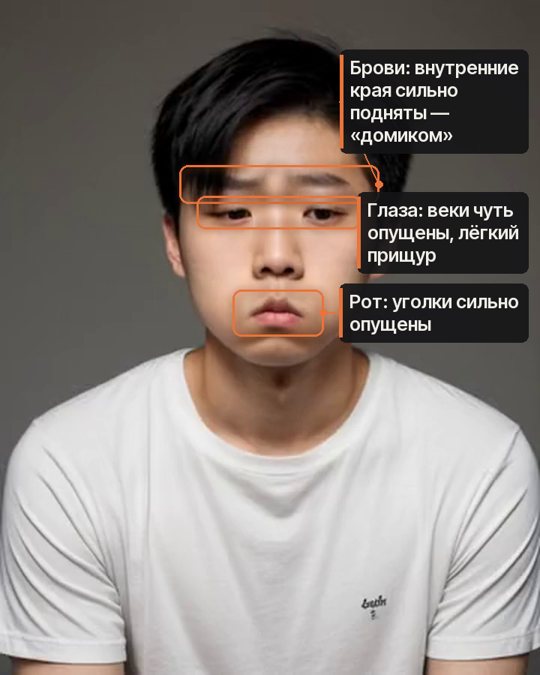 Брови: внутренние
края сильно
подняты —
«домиком»
Глаза: веки чуть
опущены, лёгкий
прищур
Рот: уголки сильно
опущены